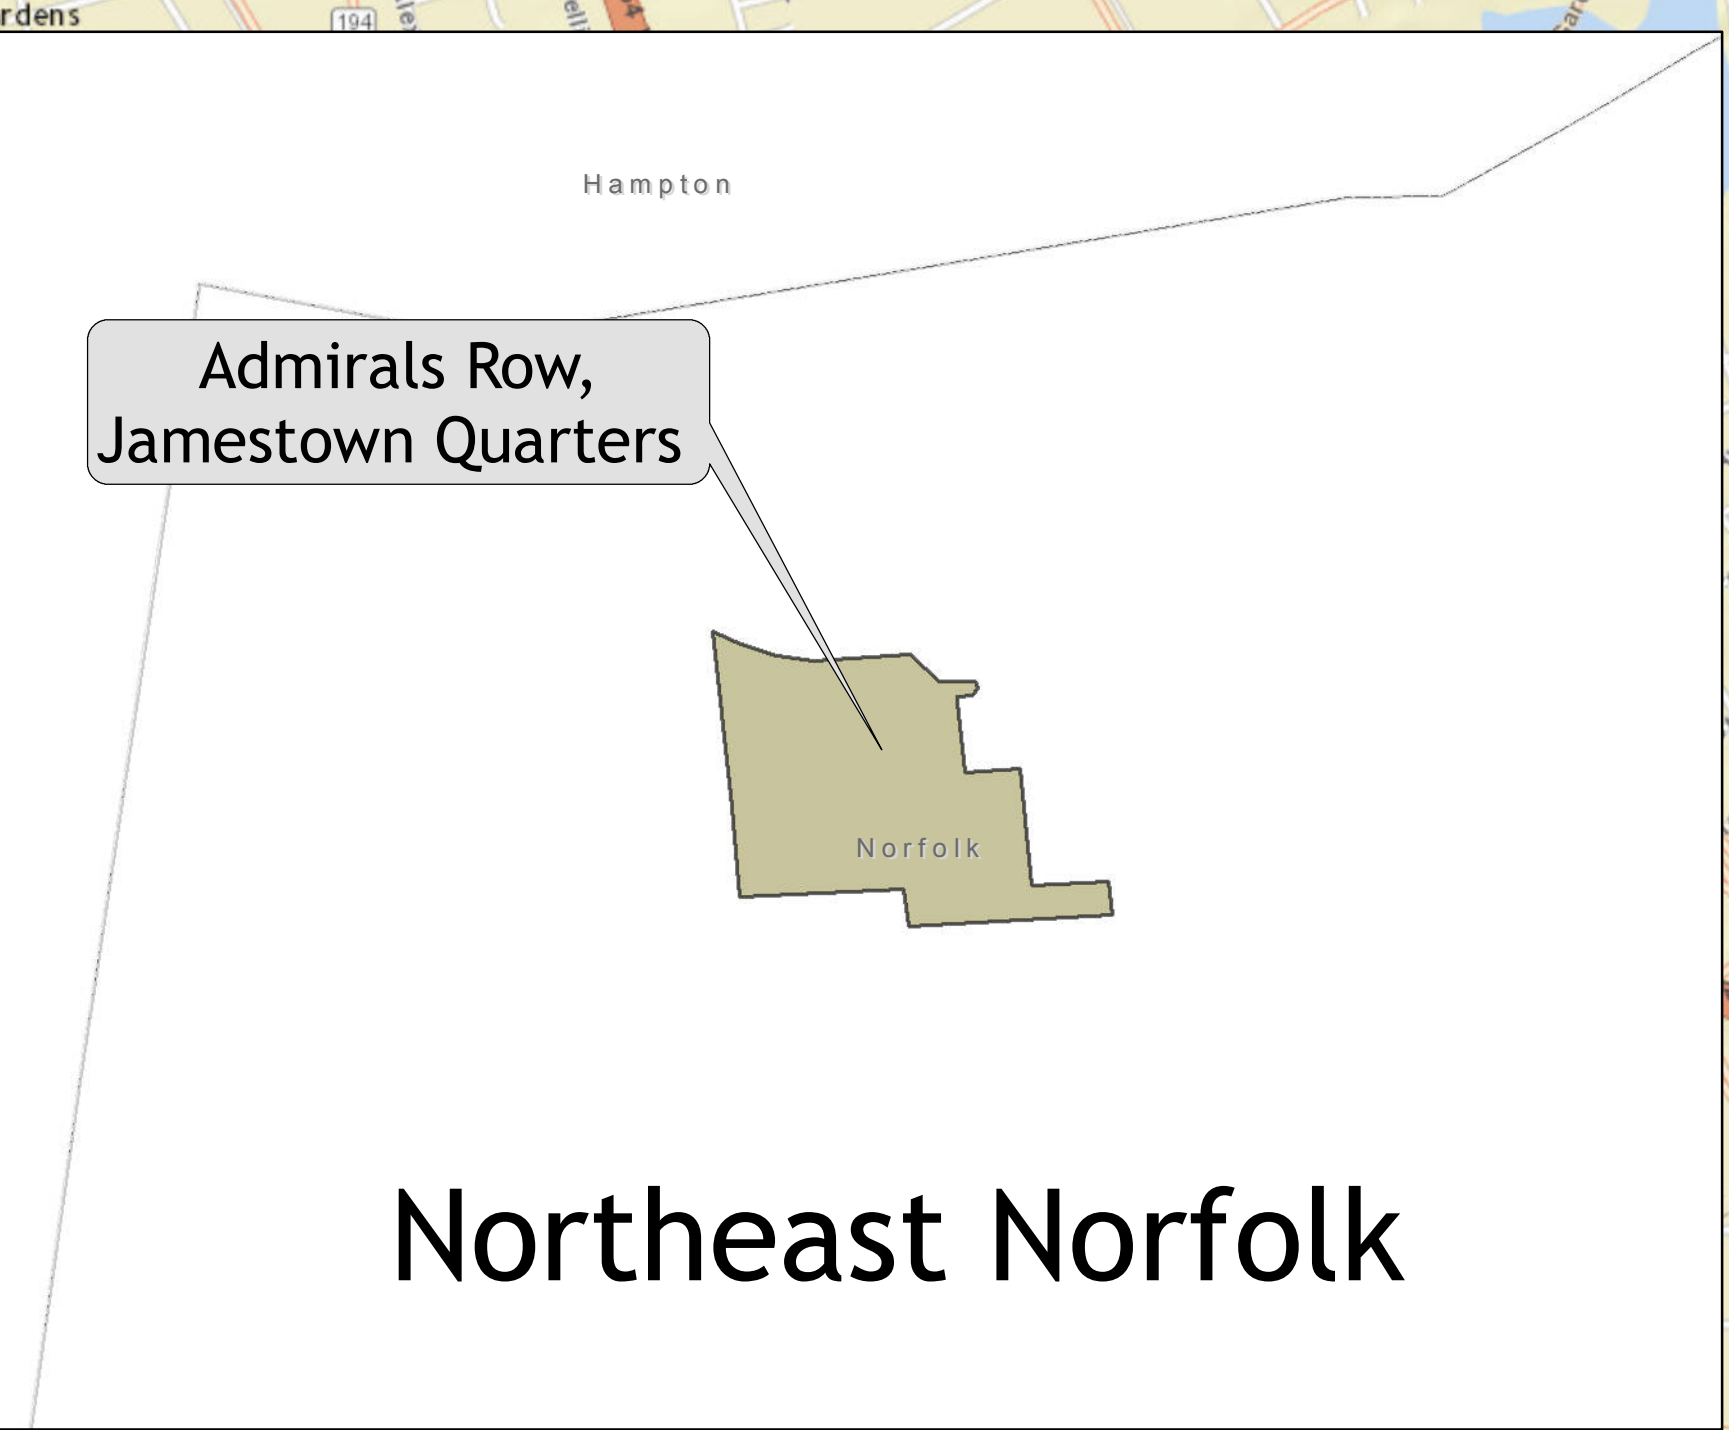 rdens
194
Hampton
Admirals Row,
Jamestown Quarters
Norfolk
Northeast Norfolk